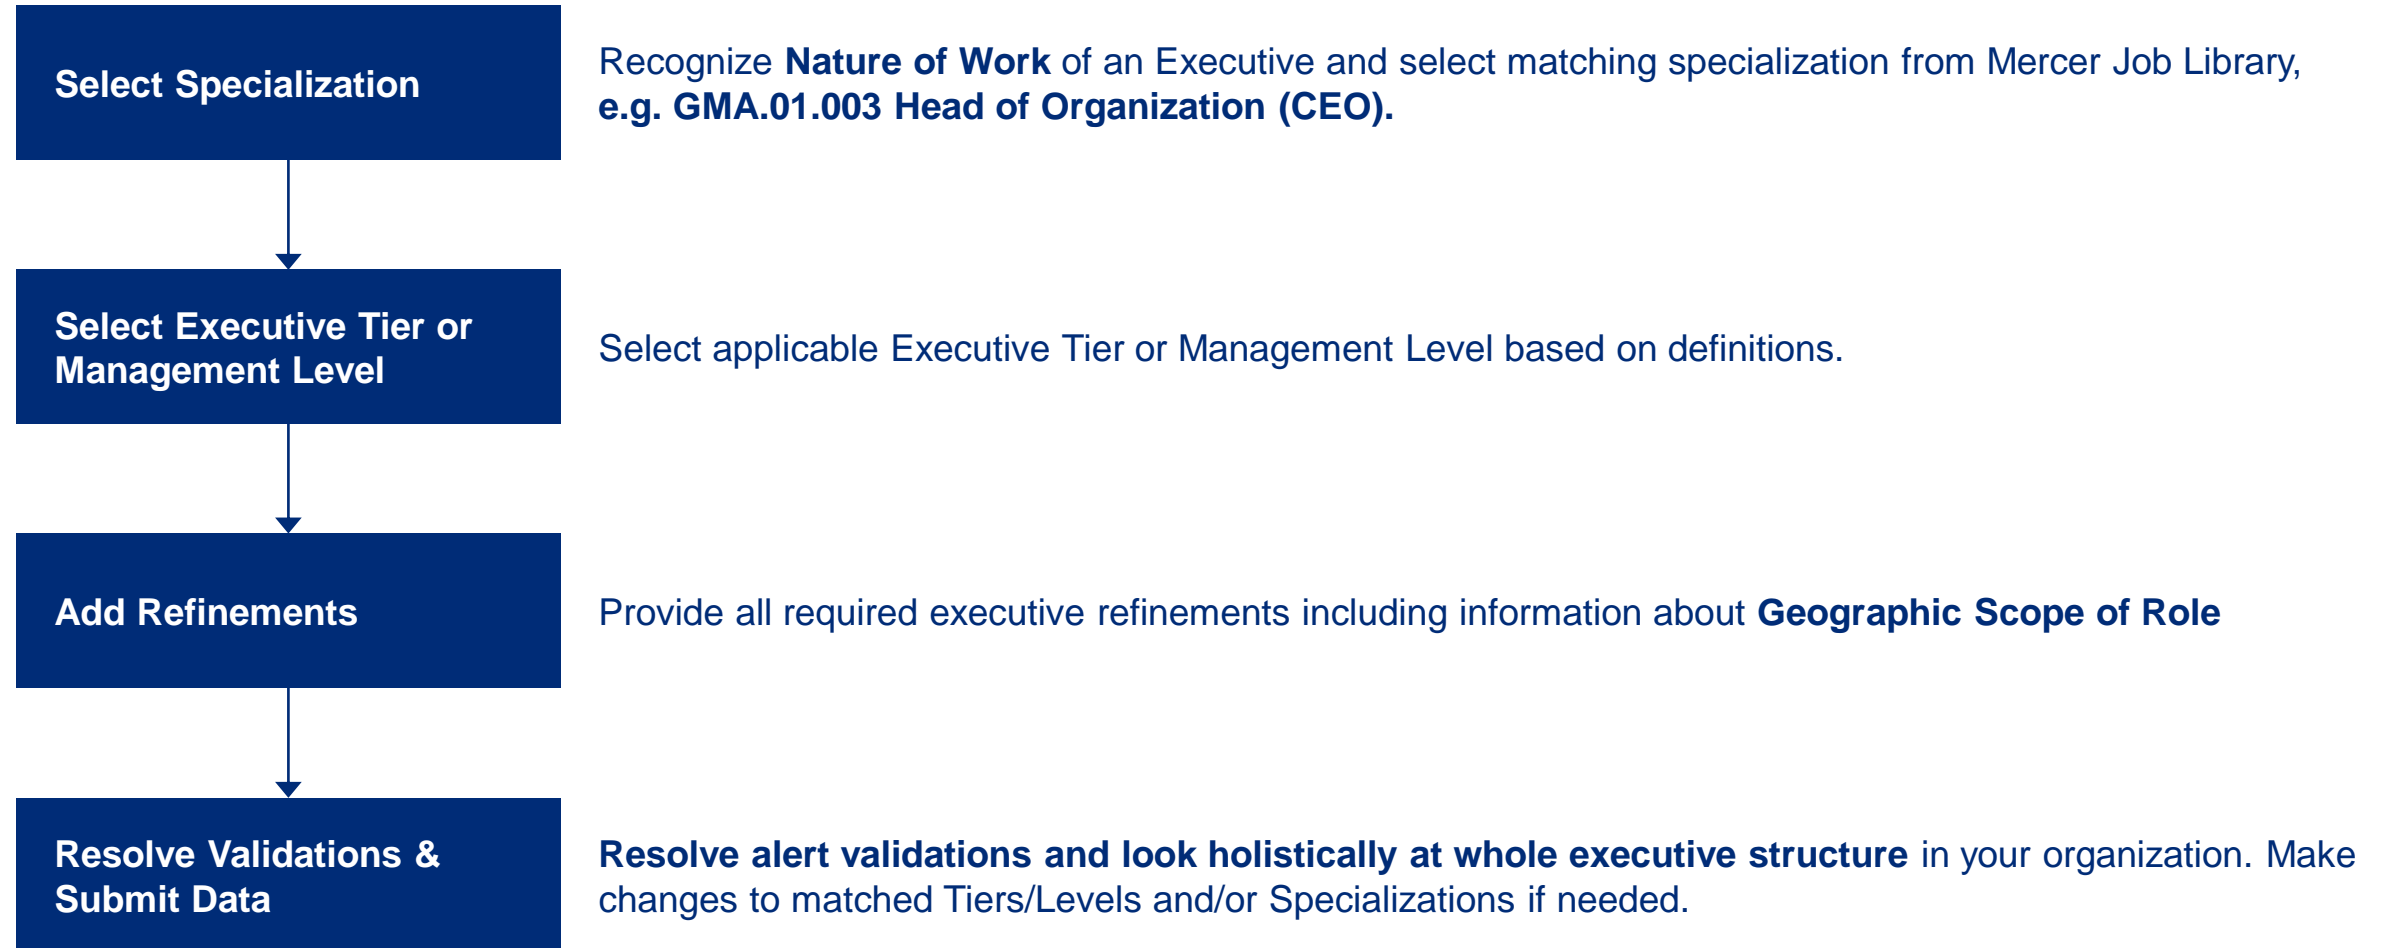 Select Specialization
Recognize Nature of Work of an Executive and select matching specialization from Mercer Job Library,
e.g. GMA.01.003 Head of Organization (CEO).
Select Executive Tier or
Management Level
Select applicable Executive Tier or Management Level based on definitions.
Add Refinements
Provide all required executive refinements including information about Geographic Scope of Role
Resolve Validations &
Submit Data
Resolve alert validations and look holistically at whole executive structure in your organization. Make
changes to matched Tiers/Levels and/or Specializations if needed.